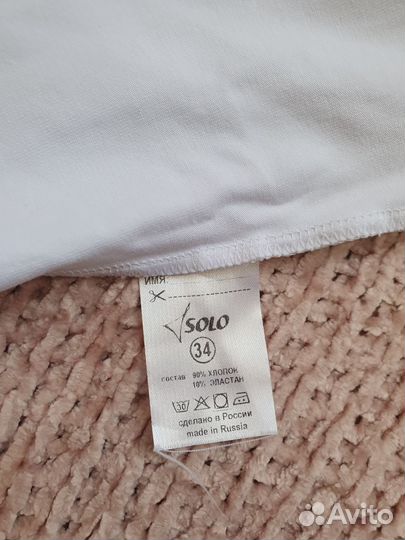 ИМЯ:
SOLO
34
состав 90% ХЛОПОК
10% ЭЛАСТАН
30
сделано в России
made in Russia
Avito